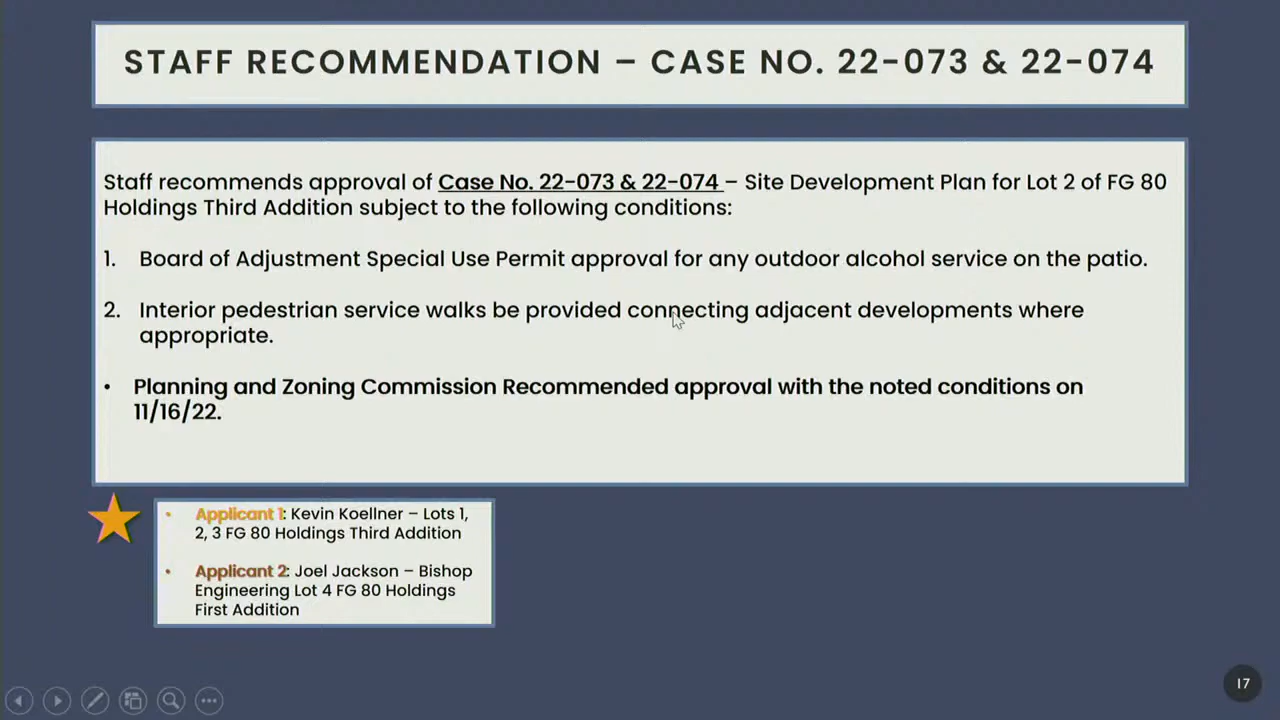 STAFF RECOMMENDATION – CASE NO. 22-073 & 22-074
Staff recommends approval of Case No. 22-073 & 22-074 – Site Development Plan for Lot 2 of FG 80
Holdings Third Addition subject to the following conditions:
1. Board of Adjustment Special Use Permit approval for any outdoor alcohol service on the patio.
2. Interior pedestrian service walks be provided connecting adjacent developments where
appropriate.
• Planning and Zoning Commission Recommended approval with the noted conditions on
11/16/22.
• Applicant 1: Kevin Koellner – Lots 1,
2, 3 FG 80 Holdings Third Addition
• Applicant 2: Joel Jackson – Bishop
Engineering Lot 4 FG 80 Holdings
First Addition
17